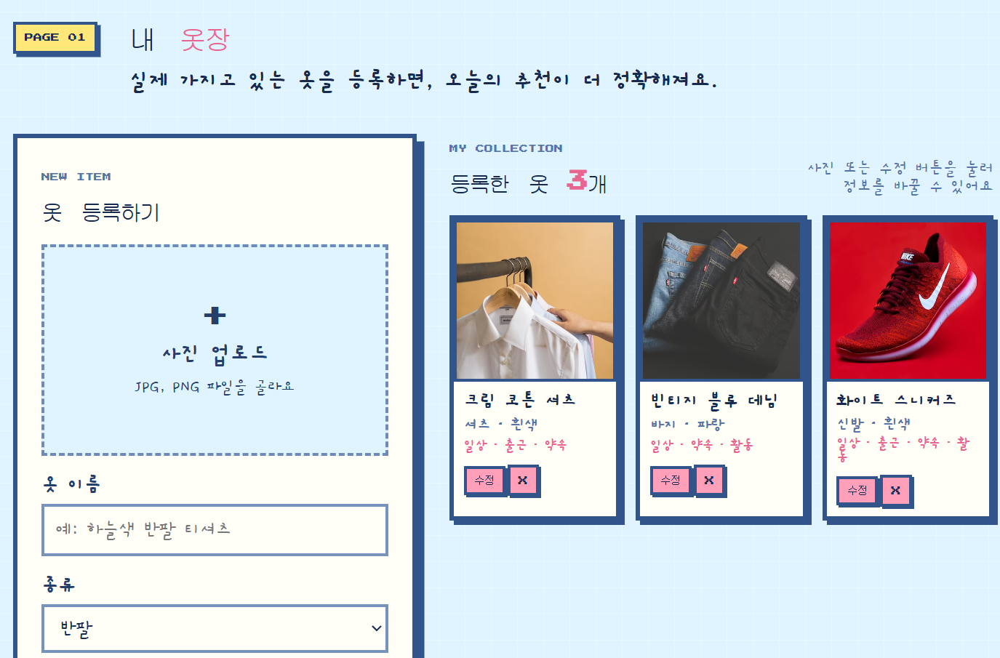 PAGE 01
내 옷장
실제 가지고 있는 옷을 등록하면, 오늘의 추천이 더 정확해져요.
NEW ITEM
옷 등록하기
+
사진 업로드
JPG, PNG 파일을 골라요
옷 이름
예: 하늘색 반팔 티셔츠
종류
반팔
MY COLLECTION
등록한 옷 3개
사진 또는 수정 버튼을 눌러
정보를 바꿀 수 있어요
크림 코튼 셔츠
셔츠 · 흰색
일상 · 출근 · 약속
수정 X
빈티지 블루 데님
바지 · 파랑
일상 · 약속 · 활동
수정 X
NIKE
화이트 스니커즈
신발 · 흰색
일상 · 출근 · 약속 · 활
동
수정 X